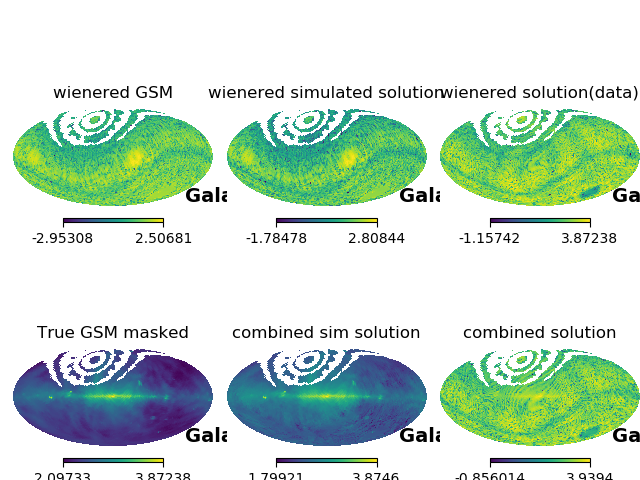 wienered GSM wienered simulated solution wienered solution(data)
Gala Gala Ga
-2.95308 2.50681 -1.78478 2.80844 -1.15742 3.87238
True GSM masked combined sim solution combined solution
Gala Gala Ga
2.09733 3.87238 1.79921 3.8746 -0.856014 3.9394